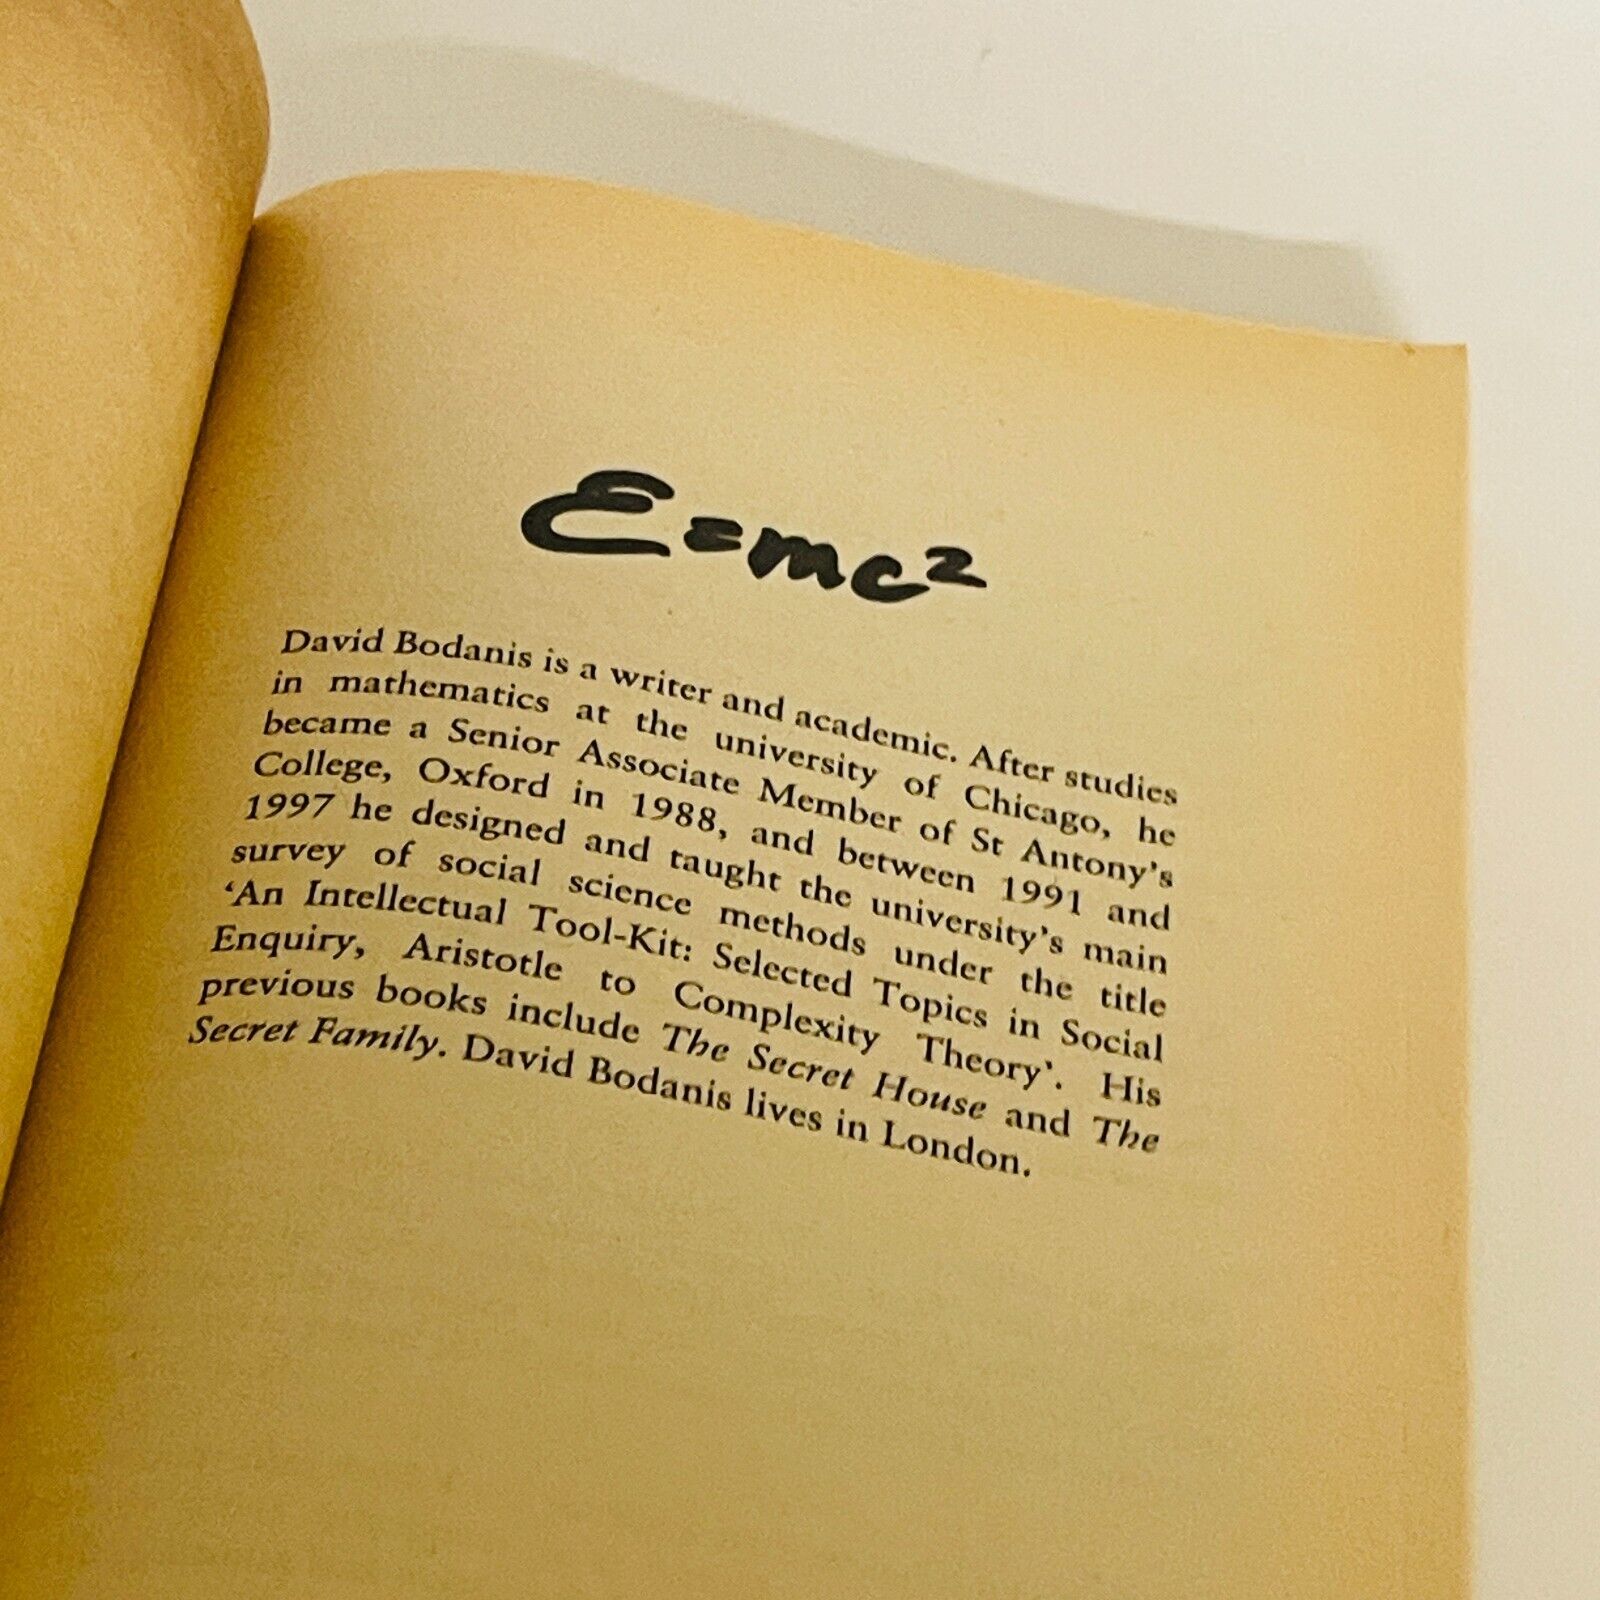 E=mc²
David Bodanis is a writer and academic. After studies
in mathematics at the university of Chicago, he
became a Senior Associate Member of St Antony's
College, Oxford in 1988, and between 1991 and
1997 he designed and taught the university's main
survey of social science methods under the title
'An Intellectual Tool-Kit: Selected Topics in Social
Enquiry, Aristotle to Complexity Theory'. His
previous books include The Secret House and The
Secret Family. David Bodanis lives in London.